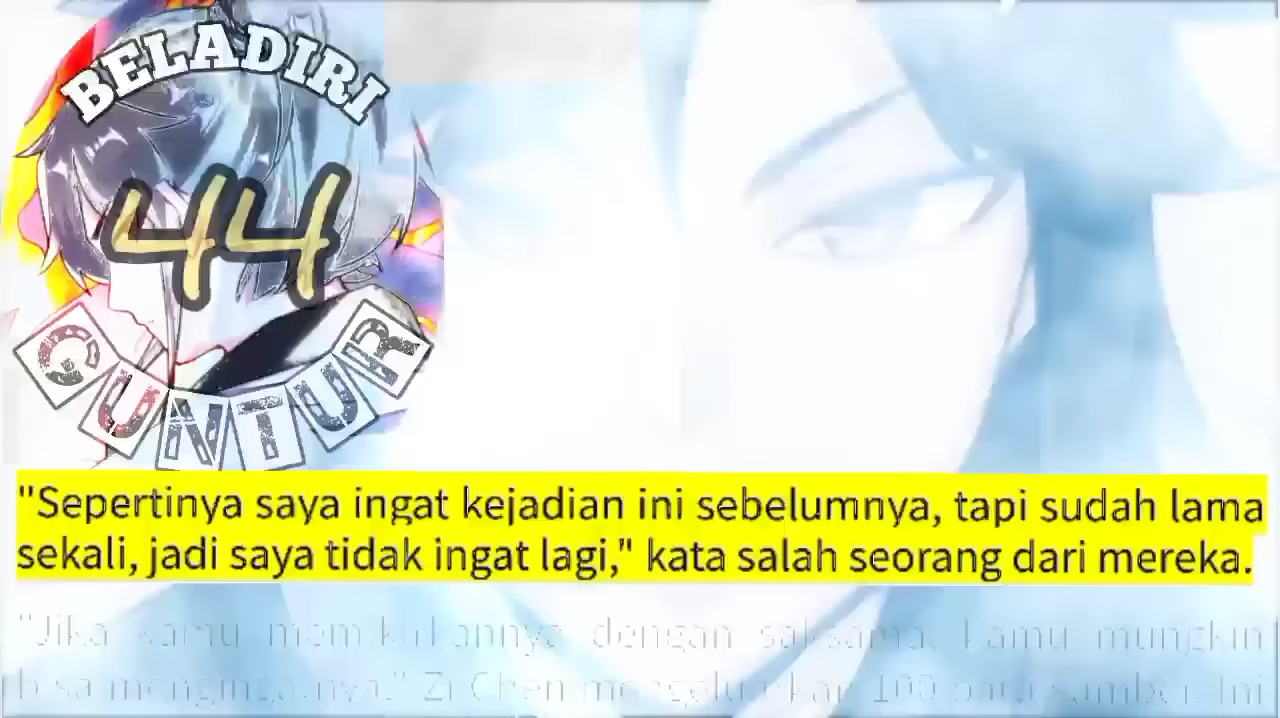 BELADIRI
44
GUNTUR
"Sepertinya saya ingat kejadian ini sebelumnya, tapi sudah lama
sekali, jadi saya tidak ingat lagi," kata salah seorang dari mereka.
"Jika kamu memikirkannya dengan saksama, kamu mungkin
bisa mengingatnya." Zi Chen mengeluarkan 100 batu sumber. Ini